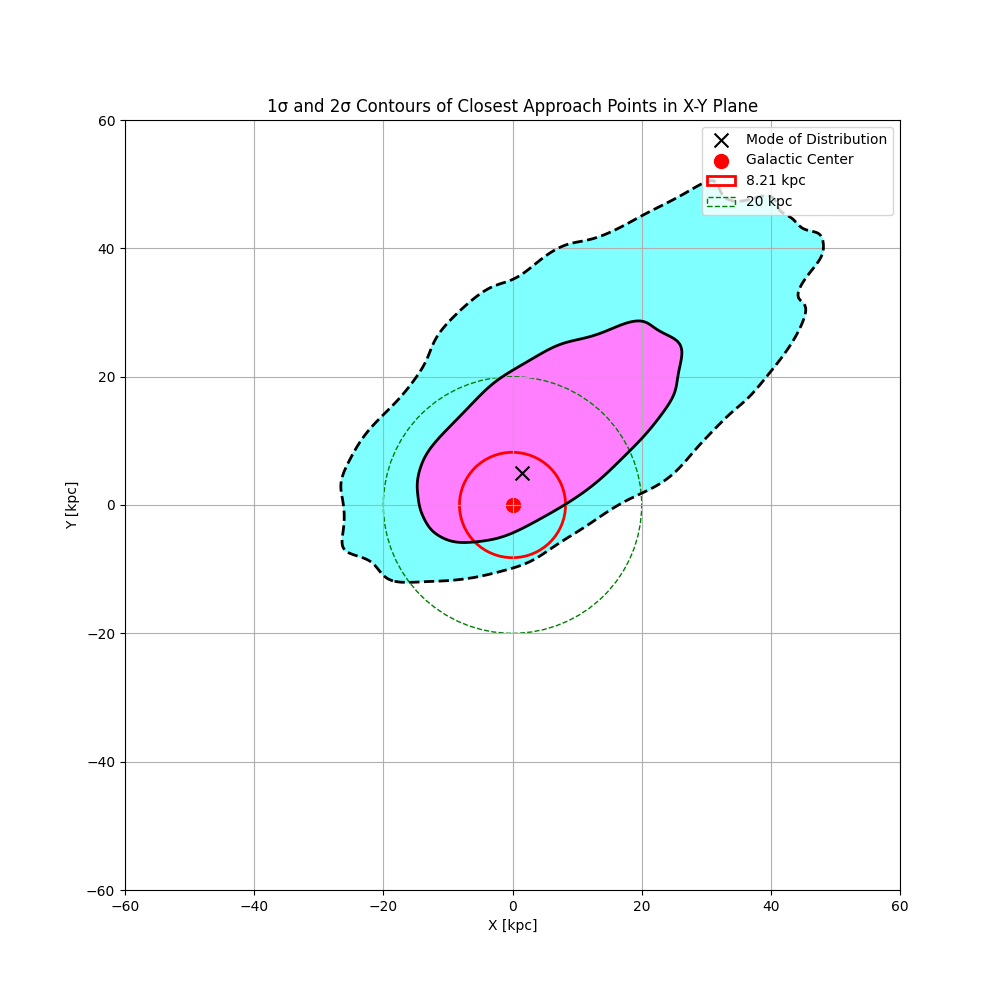 1σ and 2σ Contours of Closest Approach Points in X-Y Plane
Mode of Distribution
Galactic Center
8.21 kpc
20 kpc
60
40
20
0
−20
−40
−60
Y [kpc]
−60 −40 −20 0 20 40 60
X [kpc]